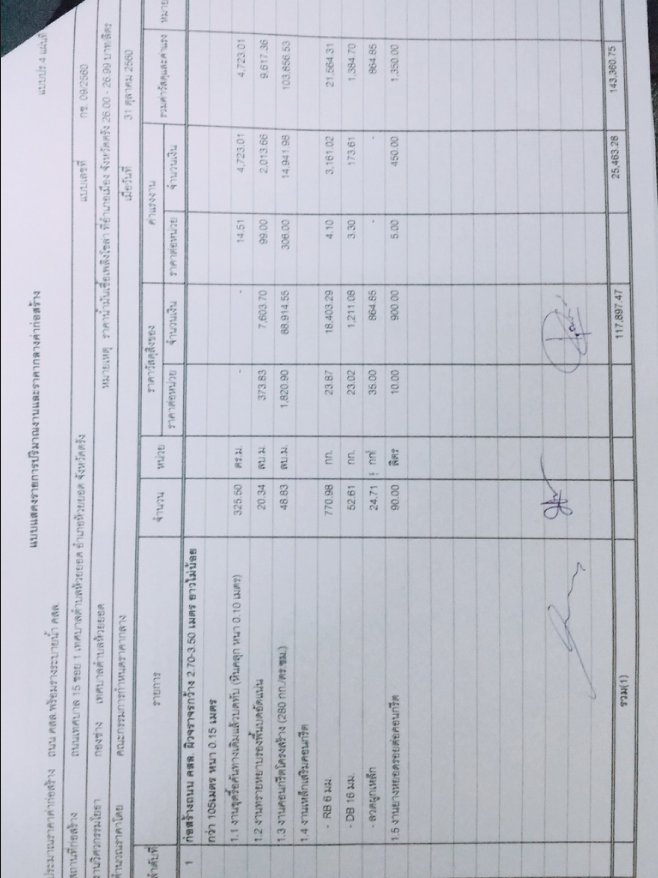 แบบ ปร.4 แผ่นที่
แบบแสดงรายการปริมาณงานและราคากลางค่าก่อสร้าง
ประมาณราคาค่าก่อสร้าง ถนน คสล.พร้อมรางระบายน้ำ คสล.
สถานที่ก่อสร้าง ถนนเทศบาล 15 ซอย 1 เทศบาลตำบลห้วยยอด อำเภอห้วยยอด จังหวัดตรัง แบบเลขที่ กช. 09/2560
งานวิศวกรรมโยธา กองช่าง เทศบาลตำบลห้วยยอด หมายเหตุ ราคาน้ำมันเชื้อเพลิงโซล่า ที่อำเภอเมือง จังหวัดตรัง 26.00 - 26.99 บาท/ลิตร
คำนวณราคาโดย คณะกรรมการกำหนดราคากลาง เมื่อวันที่ 31 ตุลาคม 2560
ลำดับที่ รายการ จำนวน หน่วย ราคาวัสดุสิ่งของ ค่าแรงงาน รวมค่าวัสดุและค่าแรง หมาย
ราคาต่อหน่วย จำนวนเงิน ราคาต่อหน่วย จำนวนเงิน
1 ก่อสร้างถนน คสล. ผิวจราจรกว้าง 2.70-3.50 เมตร ยาวไม่น้อย
กว่า 105เมตร หนา 0.15 เมตร
1.1 งานขุดรื้อคันทางเดิมแล้วบดทับ (หินคลุก หนา 0.10 เมตร) 325.50 ตร.ม. - - 14.51 4,723.01 4,723.01
1.2 งานทรายหยาบรองพื้นบดอัดแน่น 20.34 ลบ.ม. 373.83 7,603.70 99.00 2,013.66 9,617.36
1.3 งานคอนกรีตโครงสร้าง (280 กก./ตร.ซม.) 48.83 ลบ.ม. 1,820.90 88,914.55 306.00 14,941.98 103,856.53
1.4 งานเหล็กเสริมคอนกรีต
- RB 6 มม 770.98 กก. 23.87 18,403.29 4.10 3,161.02 21,564.31
- DB 16 มม. 52.61 กก. 23.02 1,211.08 3.30 173.61 1,384.70
- ลวดผูกเหล็ก 24.71 กก 35.00 864.85 - - 864.85
1.5 งานยางหยอดรอยต่อคอนกรีต 90.00 ลิตร 10.00 900.00 5.00 450.00 1,350.00
รวม(1) 117,897.47 25,463.28 143,360.75